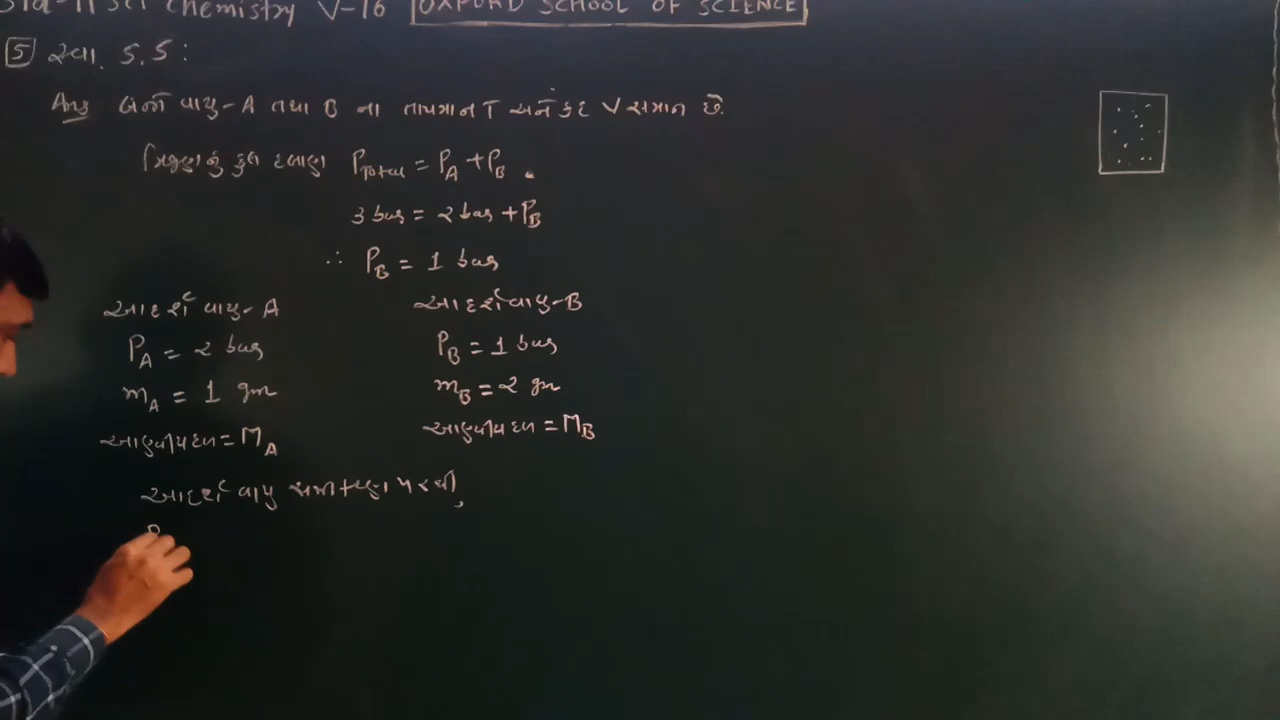 Std-11 Sci Chemistry V-16 OXFORD SCHOOL OF SCIENCE
5 સ્વા. 5.5:
Ans બંને વાયુ-A તથા B ના તાપમાન T અને કદ V સમાન છે.
મિશ્રણનું કુલ દબાણ P_Total = P_A + P_B
3 bar = 2 bar + P_B
∴ P_B = 1 bar
આદર્શ વાયુ-A આદર્શ વાયુ-B
P_A = 2 bar P_B = 1 bar
m_A = 1 gm m_B = 2 gm
આણ્વીયદળ = M_A આણ્વીયદળ = M_B
આદર્શ વાયુ સમીકરણ પરથી,
P